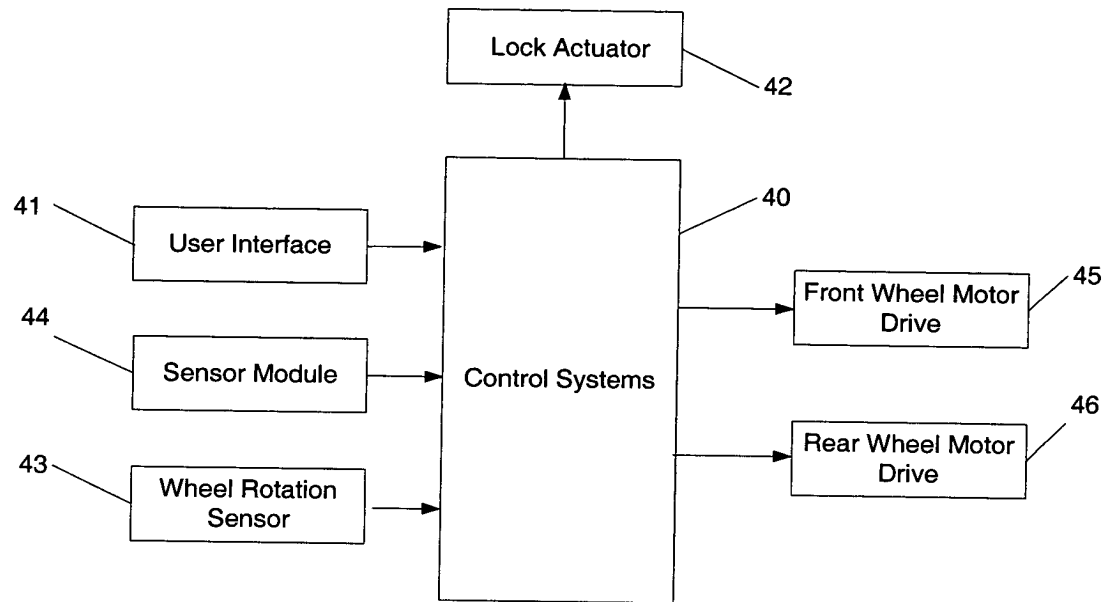 Lock Actuator
42
41
User Interface
40
Front Wheel Motor
Drive
45
44
Sensor Module
Control Systems
Rear Wheel Motor
Drive
46
43
Wheel Rotation
Sensor